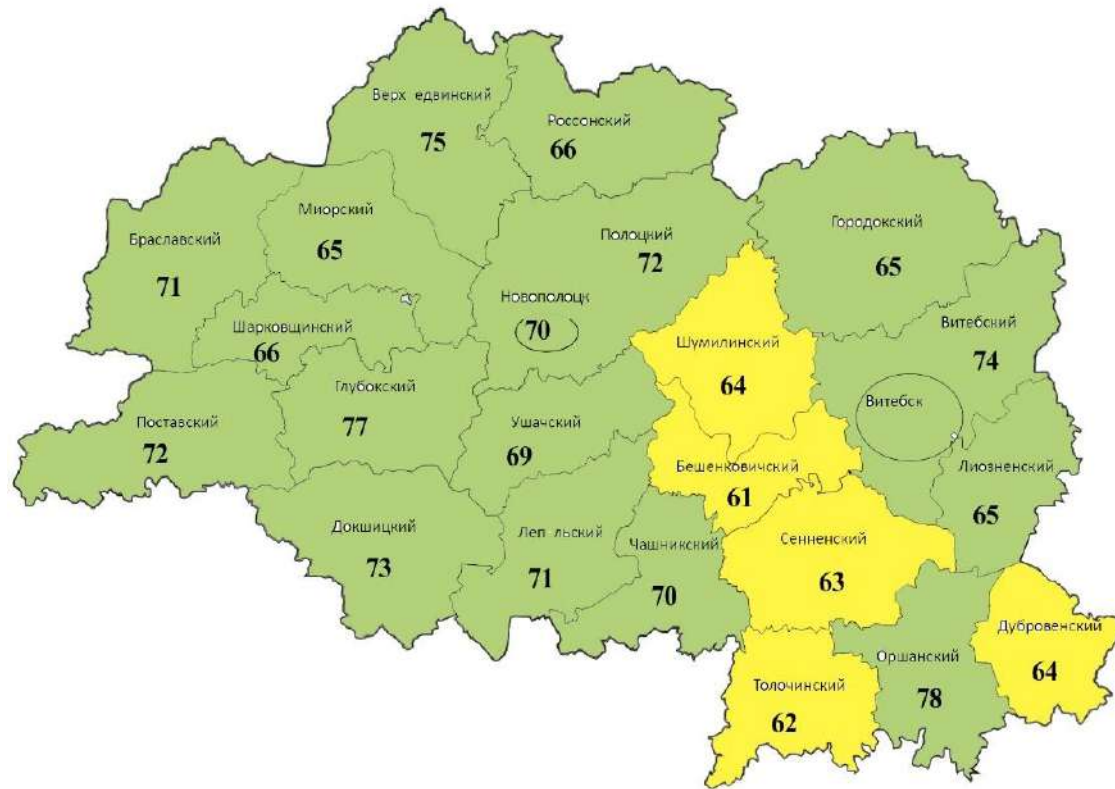 Верх едвинский
75
Россонский
66
Миорский
65
Браславский
71
Полоцкий
72
Городокский
65
Новополоцк
70
Шарковщинский
66
Шумилинский
64
Витебский
74
Глубокский
77
Витебск
Поставский
72
Ушачский
69
Бешенковичский
61
Лиозненский
65
Докшицкий
73
Леп льский
71
Чашникский
70
Сенненский
63
Дубровенский
64
Оршанский
78
Толочинский
62